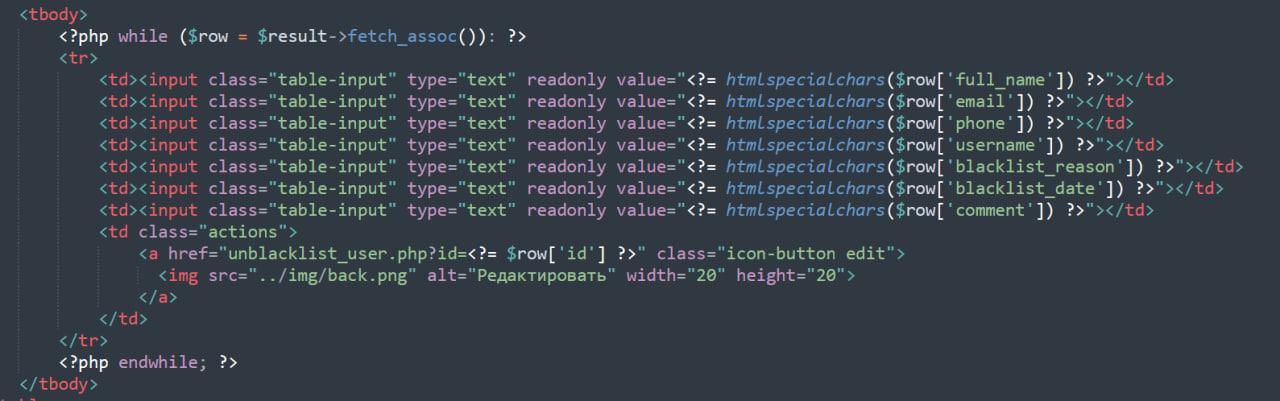 <tbody>
<?php while ($row = $result->fetch_assoc()): ?>
<tr>
<td><input class="table-input" type="text" readonly value="<?= htmlspecialchars($row['full_name']) ?>"></td>
<td><input class="table-input" type="text" readonly value="<?= htmlspecialchars($row['email']) ?>"></td>
<td><input class="table-input" type="text" readonly value="<?= htmlspecialchars($row['phone']) ?>"></td>
<td><input class="table-input" type="text" readonly value="<?= htmlspecialchars($row['username']) ?>"></td>
<td><input class="table-input" type="text" readonly value="<?= htmlspecialchars($row['blacklist_reason']) ?>"></td>
<td><input class="table-input" type="text" readonly value="<?= htmlspecialchars($row['blacklist_date']) ?>"></td>
<td><input class="table-input" type="text" readonly value="<?= htmlspecialchars($row['comment']) ?>"></td>
<td class="actions">
<a href="unblacklist_user.php?id=<?= $row['id'] ?>" class="icon-button edit">
<img src="../img/back.png" alt="Редактировать" width="20" height="20">
</a>
</td>
</tr>
<?php endwhile; ?>
</tbody>